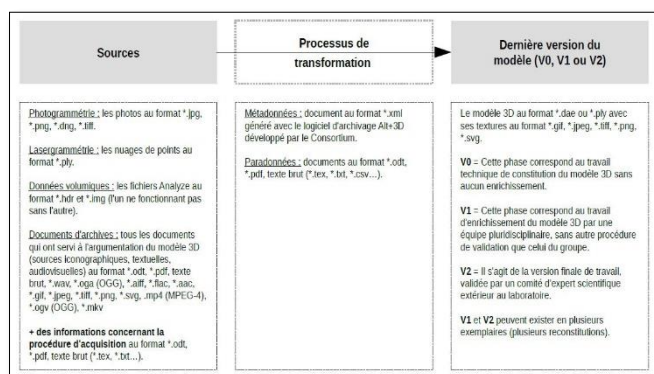 Sources
Processus de
transformation
Dernière version du
modèle (V0, V1 ou V2)
Photogrammétrie : les photos au format *.jpg,
*.png, *.dng, *.tiff.
Lasergrammétrie : les nuages de points au
format *.ply.
Données volumiques : les fichiers Analyze au
format *.hdr et *.img (l'un ne fonctionnant pas
sans l'autre).
Documents d'archives : tous les documents
qui ont servi à l'argumentation du modèle 3D
(sources iconographiques, textuelles,
audiovisuelles) au format *.odt, *.pdf, texte
brut, *.wav, *.oga (OGG), *.aiff, *.flac, *.aac,
*.gif, *.jpeg, *.tiff, *.png, *.svg, .mp4 (MPEG-4),
*.ogv (OGG), *.mkv
+ des informations concernant la
procédure d'acquisition au format *.odt,
*.pdf, texte brut (*.tex, *.txt…).
Métadonnées : document au format *.xml
généré avec le logiciel d'archivage Alt+3D
développé par le Consortium.
Paradonnées : documents au format *.odt,
*.pdf, texte brut (*.tex, *.txt, *.csv…).
Le modèle 3D au format *.dae ou *.ply avec
ses textures au format *.gif, *.jpeg, *.tiff, *.png,
*.svg.
V0 = Cette phase correspond au travail
technique de constitution du modèle 3D sans
aucun enrichissement.
V1 = Cette phase correspond au travail
d'enrichissement du modèle 3D par une
équipe pluridisciplinaire, sans autre procédure
de validation que celui du groupe.
V2 = Il s'agit de la version finale de travail,
validée par un comité d'expert scientifique
extérieur au laboratoire.
V1 et V2 peuvent exister en plusieurs
exemplaires (plusieurs reconstitutions).